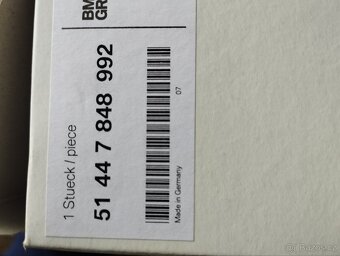 BM
GR
1 Stueck / piece
51 44 7 848 992
07
Made in Germany